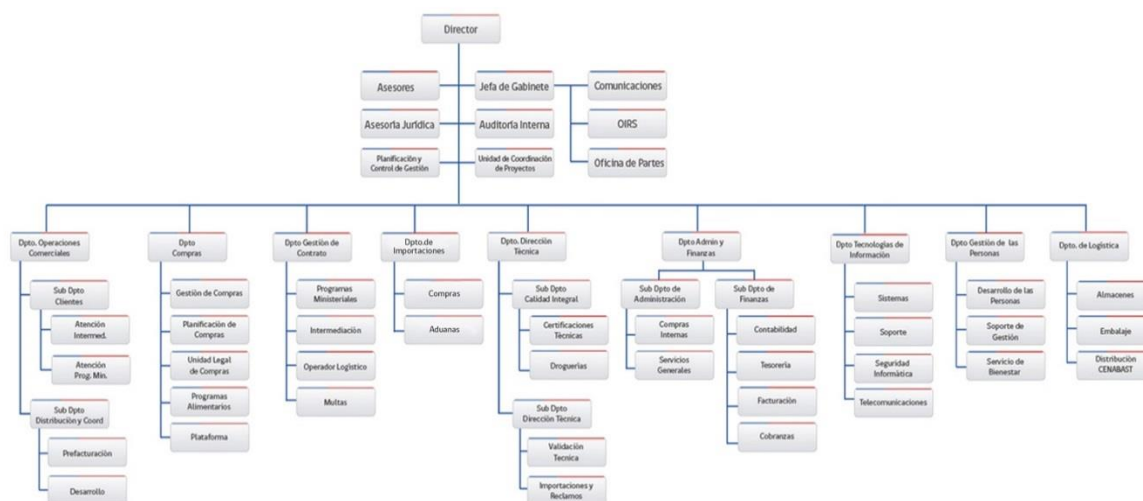 Director
Asesores
Jefa de Gabinete
Comunicaciones
Asesoría Jurídica
Auditoría Interna
OIRS
Planificación y
Control de Gestión
Unidad de Coordinación
de Proyectos
Oficina de Partes
Dpto. Operaciones
Comerciales
Sub Dpto
Clientes
Atención
Intermed.
Atención
Prog. Min.
Sub Dpto
Distribución y Coord
Prefacturación
Desarrollo
Dpto
Compras
Gestión de Compras
Planificación de
Compras
Unidad Legal
de Compras
Programas
Alimentarios
Plataforma
Dpto Gestión de
Contrato
Programas
Ministeriales
Intermediación
Operador Logístico
Multas
Dpto.de
Importaciones
Compras
Aduanas
Dpto. Dirección
Técnica
Sub Dpto
Calidad Integral
Certificaciones
Técnicas
Droguerías
Sub Dpto
Dirección Técnica
Validación
Tecnica
Importaciones y
Reclamos
Dpto Admin y
Finanzas
Sub Dpto de
Administración
Compras
Internas
Servicios
Generales
Sub Dpto de
Finanzas
Contabilidad
Tesorería
Facturación
Cobranzas
Dpto Tecnologías de
Información
Sistemas
Soporte
Seguridad
Informática
Telecomunicaciones
Dpto Gestión de las
Personas
Desarrollo de las
Personas
Soporte de
Gestión
Servicio de
Bienestar
Dpto. de Logística
Almacenes
Embalaje
Distribución
CENABAST